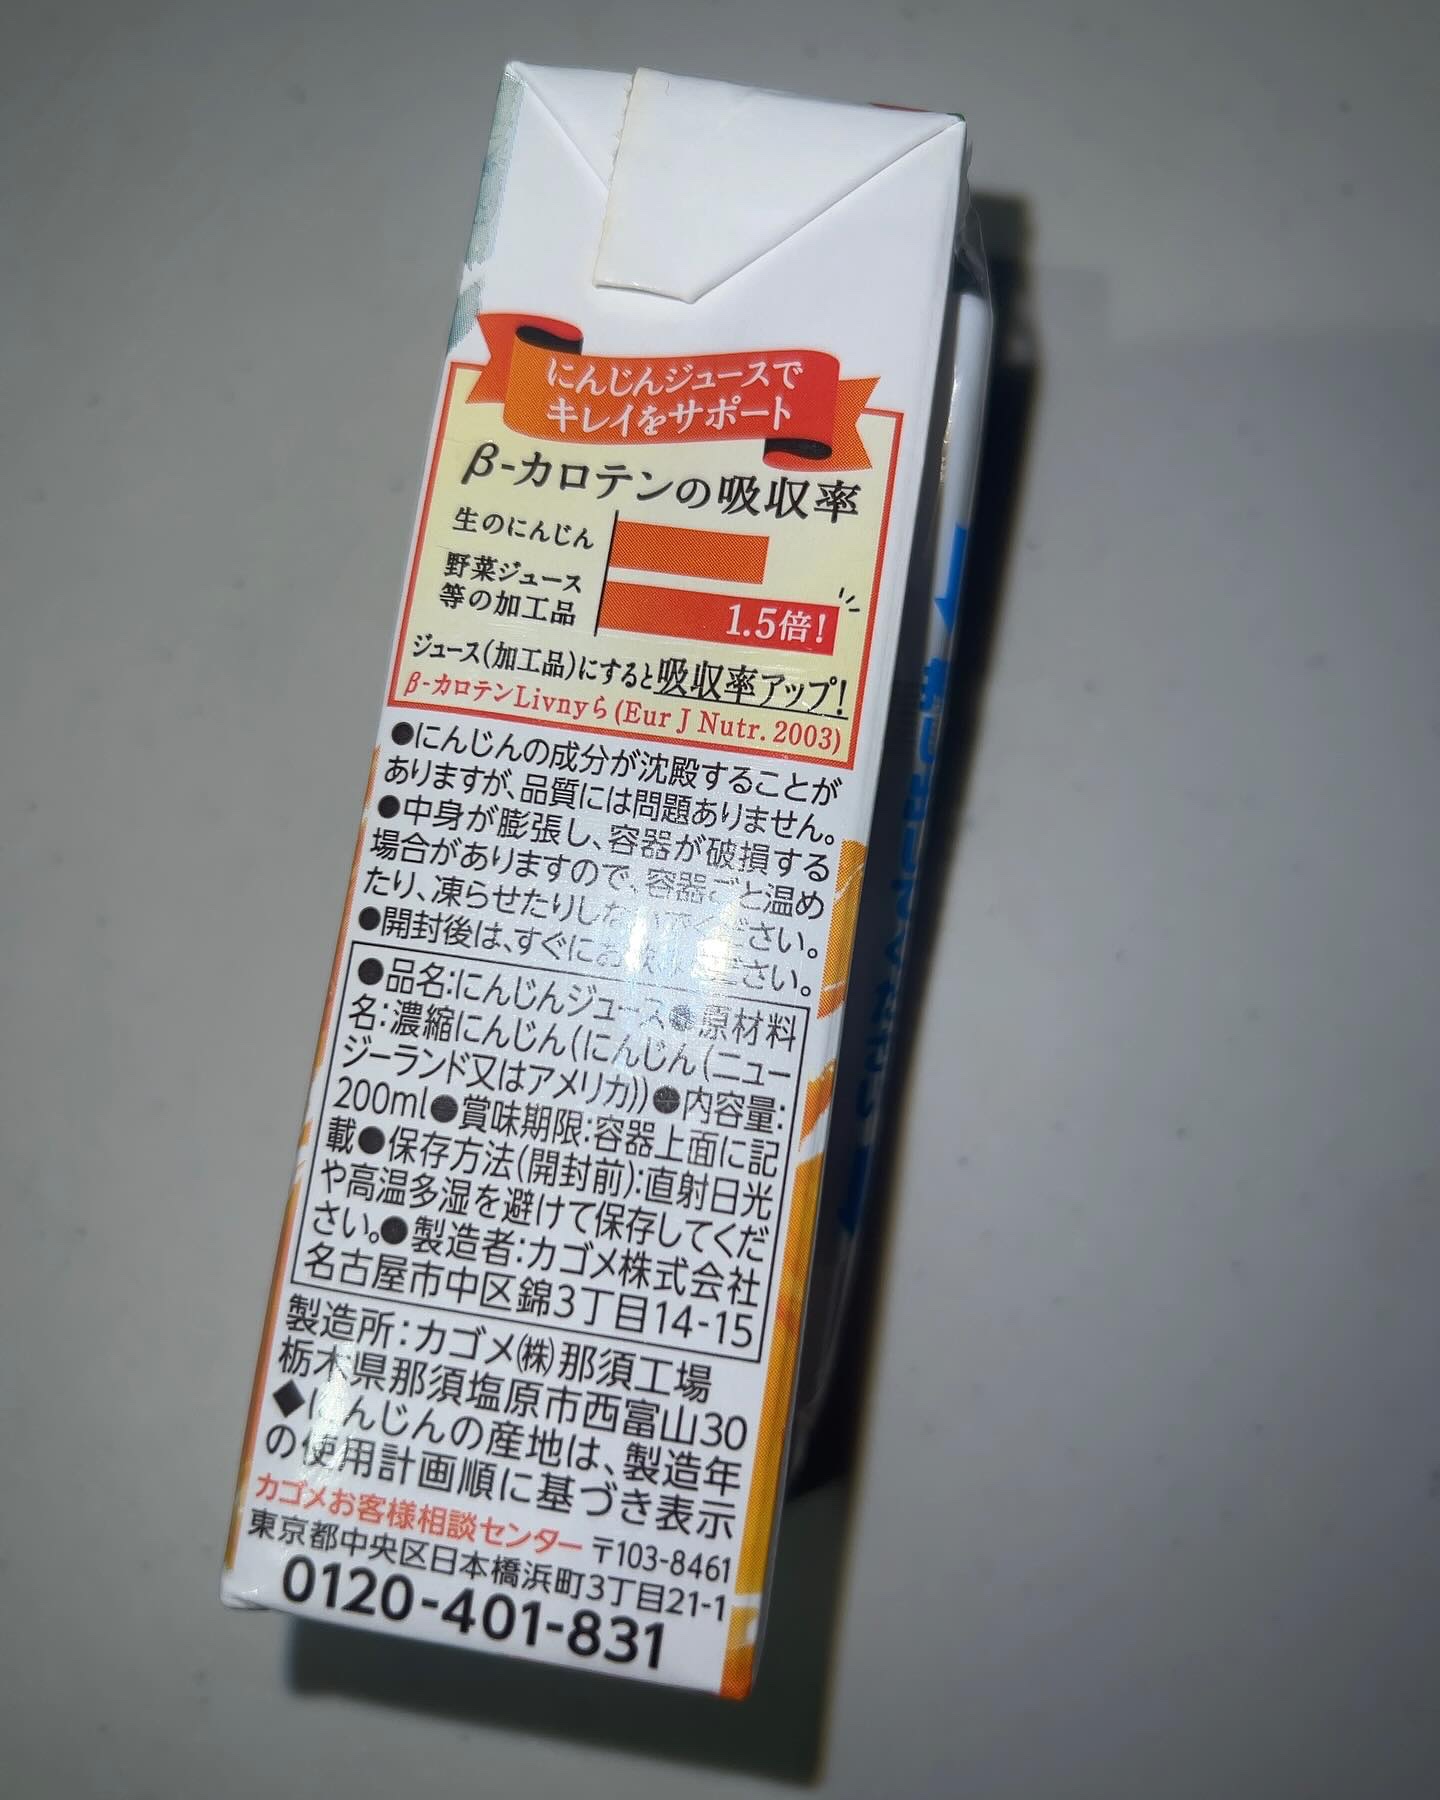 にんじんジュースで
キレイをサポート
β-カロテンの吸収率
生のにんじん
野菜ジュース
等の加工品
1.5倍!
ジュース(加工品)にすると吸収率アップ!
β-カロテンLivnyら(Eur J Nutr. 2003)
●にんじんの成分が沈殿することが
ありますが、品質には問題ありません。
●中身が膨張し、容器が破損する
場合がありますので、容器ごと温め
たり、凍らせたりしないでください。
●開封後は、すぐにお飲みください。
●品名:にんじんジュース●原材料
名:濃縮にんじん(にんじん(ニュー
ジーランド又はアメリカ))●内容量:
200ml●賞味期限:容器上面に記
載●保存方法(開封前):直射日光
や高温多湿を避けて保存してくだ
さい。●製造者:カゴメ株式会社
名古屋市中区錦3丁目14-15
製造所:カゴメ㈱那須工場
栃木県那須塩原市西富山30
◆にんじんの産地は、製造年
の使用計画順に基づき表示
カゴメお客様相談センター 〒103-8461
東京都中央区日本橋浜町3丁目21-1
0120-401-831